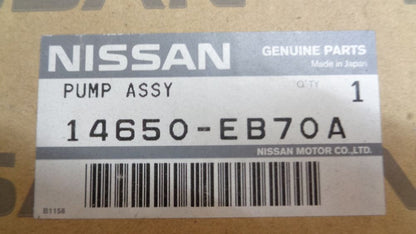 NISSAN
GENUINE PARTS
Made in Japan
PUMP ASSY
Q'TY 1
14650-EB70A
NISSAN MOTOR CO.,LTD.
B1158